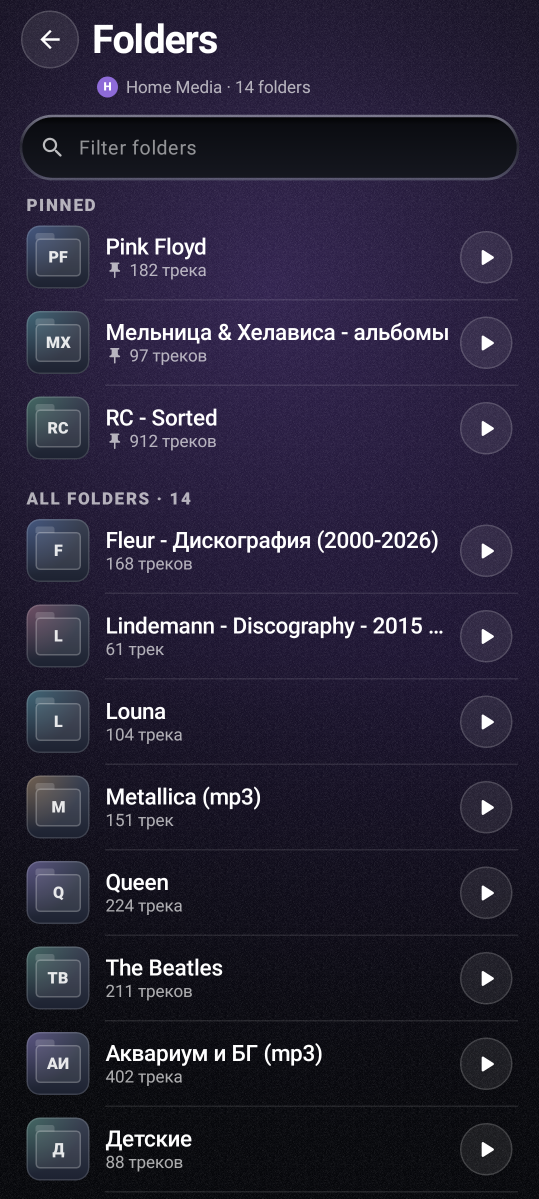 Folders
H Home Media · 14 folders
Filter folders
PINNED
PF
Pink Floyd
182 трека
МХ
Мельница & Хелависа - альбомы
97 треков
RC
RC - Sorted
912 треков
ALL FOLDERS · 14
F
Fleur - Дискография (2000-2026)
168 треков
L
Lindemann - Discography - 2015 ...
61 трек
L
Louna
104 трека
M
Metallica (mp3)
151 трек
Q
Queen
224 трека
TB
The Beatles
211 треков
АИ
Аквариум и БГ (mp3)
402 трека
Д
Детские
88 треков